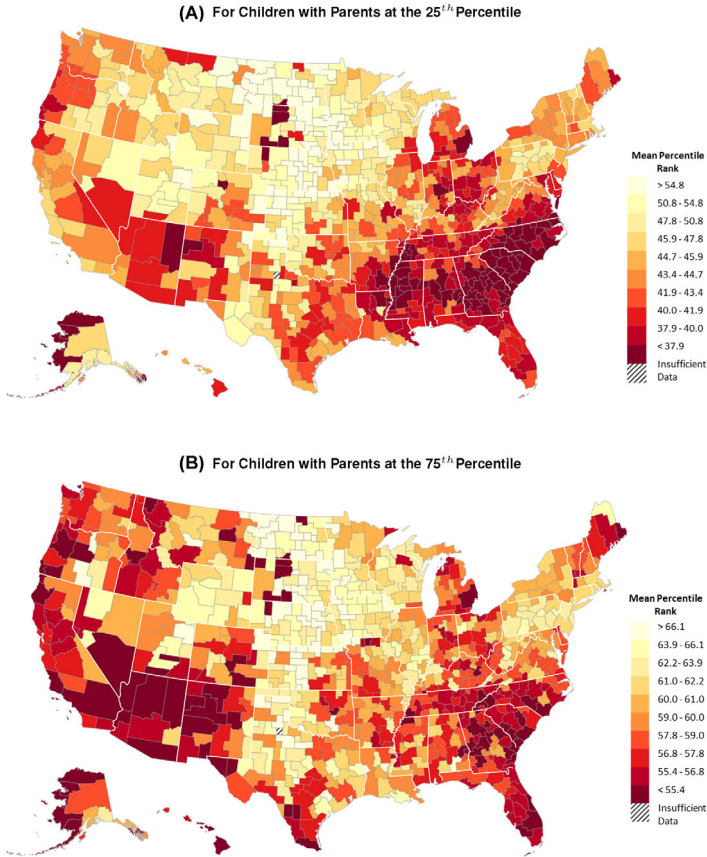 (A) For Children with Parents at the 25th Percentile
Mean Percentile
Rank
> 54.8
50.8 - 54.8
47.8 - 50.8
45.9 - 47.8
44.7 - 45.9
43.4 - 44.7
41.9 - 43.4
40.0 - 41.9
37.9 - 40.0
< 37.9
Insufficient
Data
(B) For Children with Parents at the 75th Percentile
Mean Percentile
Rank
> 66.1
63.9 - 66.1
62.2 - 63.9
61.0 - 62.2
60.0 - 61.0
59.0 - 60.0
57.8 - 59.0
56.8 - 57.8
55.4 - 56.8
< 55.4
Insufficient
Data